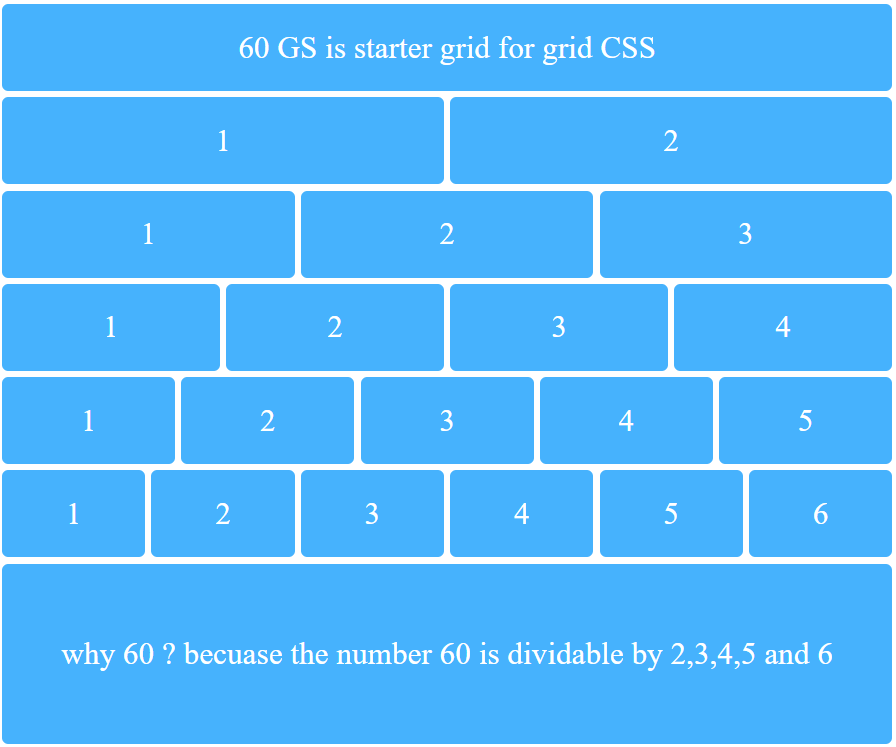 60 GS is starter grid for grid CSS
1 2
1 2 3
1 2 3 4
1 2 3 4 5
1 2 3 4 5 6
why 60 ? becuase the number 60 is dividable by 2,3,4,5 and 6